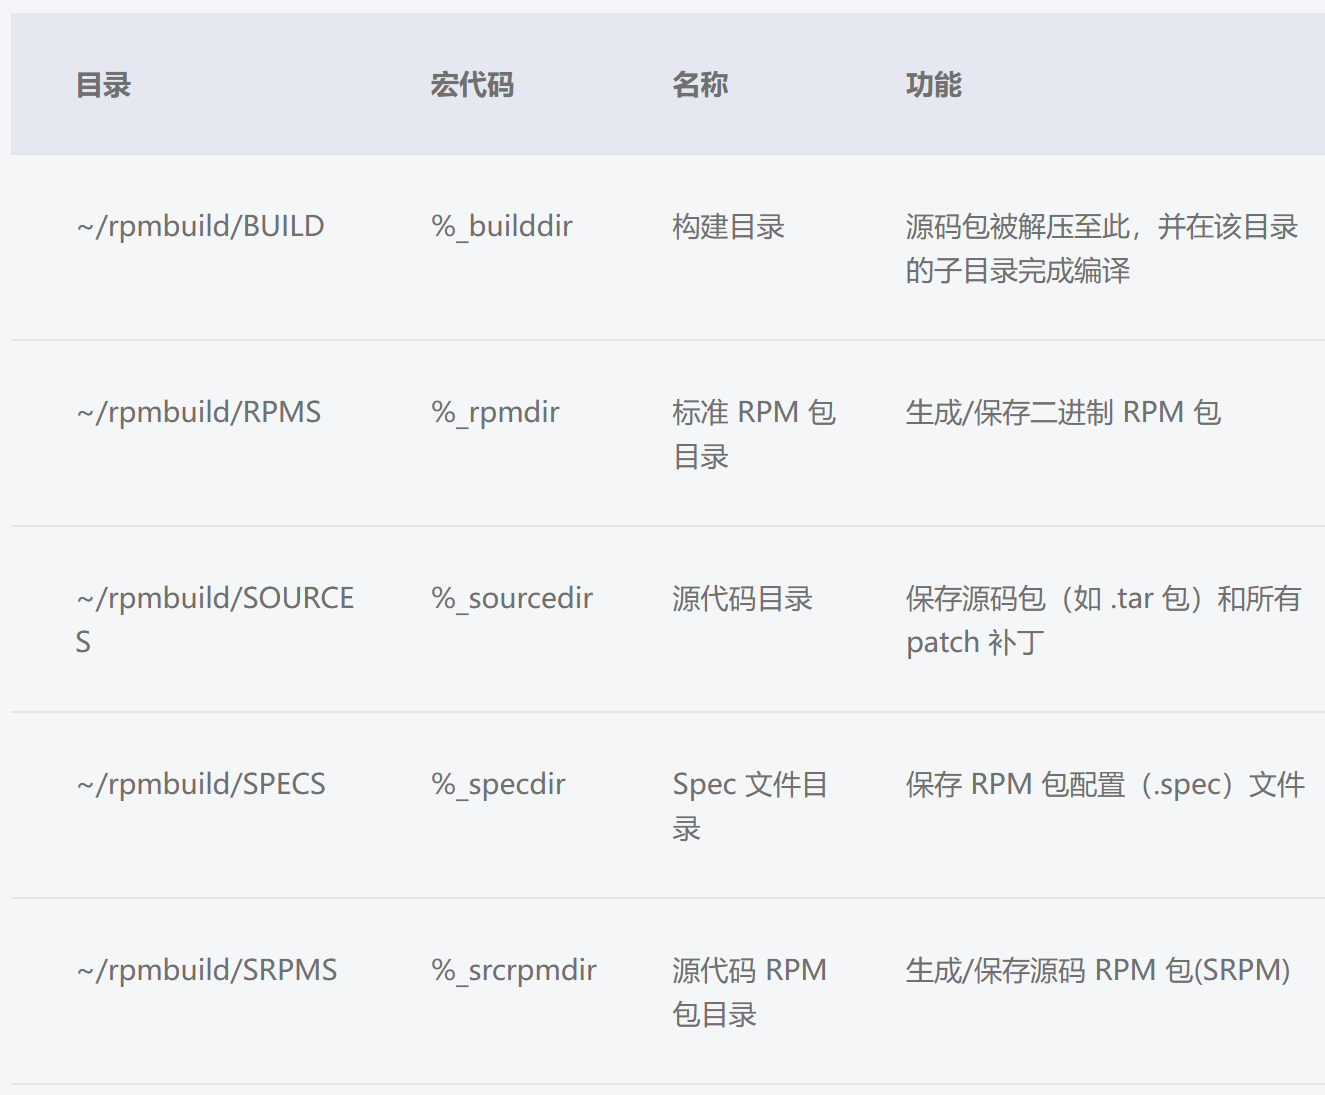 目录 宏代码 名称 功能
~/rpmbuild/BUILD %_builddir 构建目录 源码包被解压至此，并在该目录
的子目录完成编译
~/rpmbuild/RPMS %_rpmdir 标准 RPM 包 生成/保存二进制 RPM 包
目录
~/rpmbuild/SOURCE %_sourcedir 源代码目录 保存源码包（如 .tar 包）和所有
S patch 补丁
~/rpmbuild/SPECS %_specdir Spec 文件目 保存 RPM 包配置（.spec）文件
录
~/rpmbuild/SRPMS %_srcrpmdir 源代码 RPM 生成/保存源码 RPM 包(SRPM)
包目录